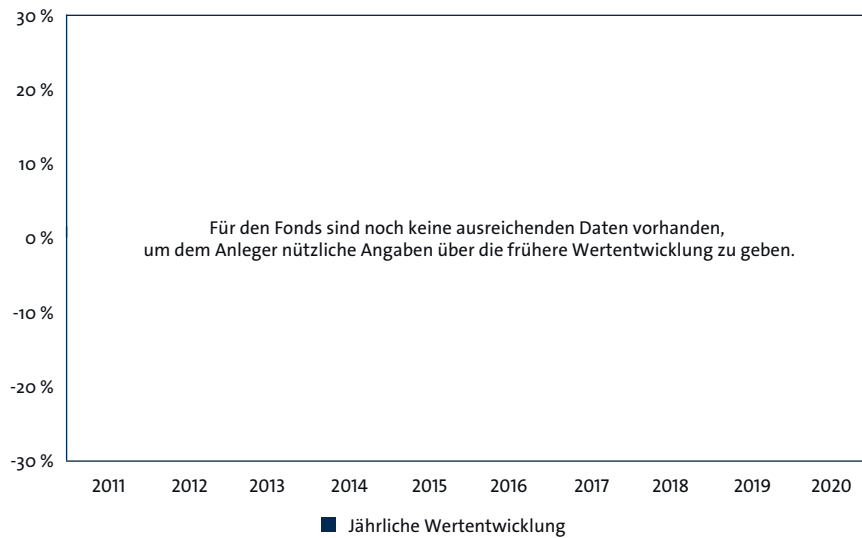 30 %
20 %
10 %
0 %
-10 %
-20 %
-30 %
Für den Fonds sind noch keine ausreichenden Daten vorhanden,
um dem Anleger nützliche Angaben über die frühere Wertentwicklung zu geben.
2011 2012 2013 2014 2015 2016 2017 2018 2019 2020
Jährliche Wertentwicklung